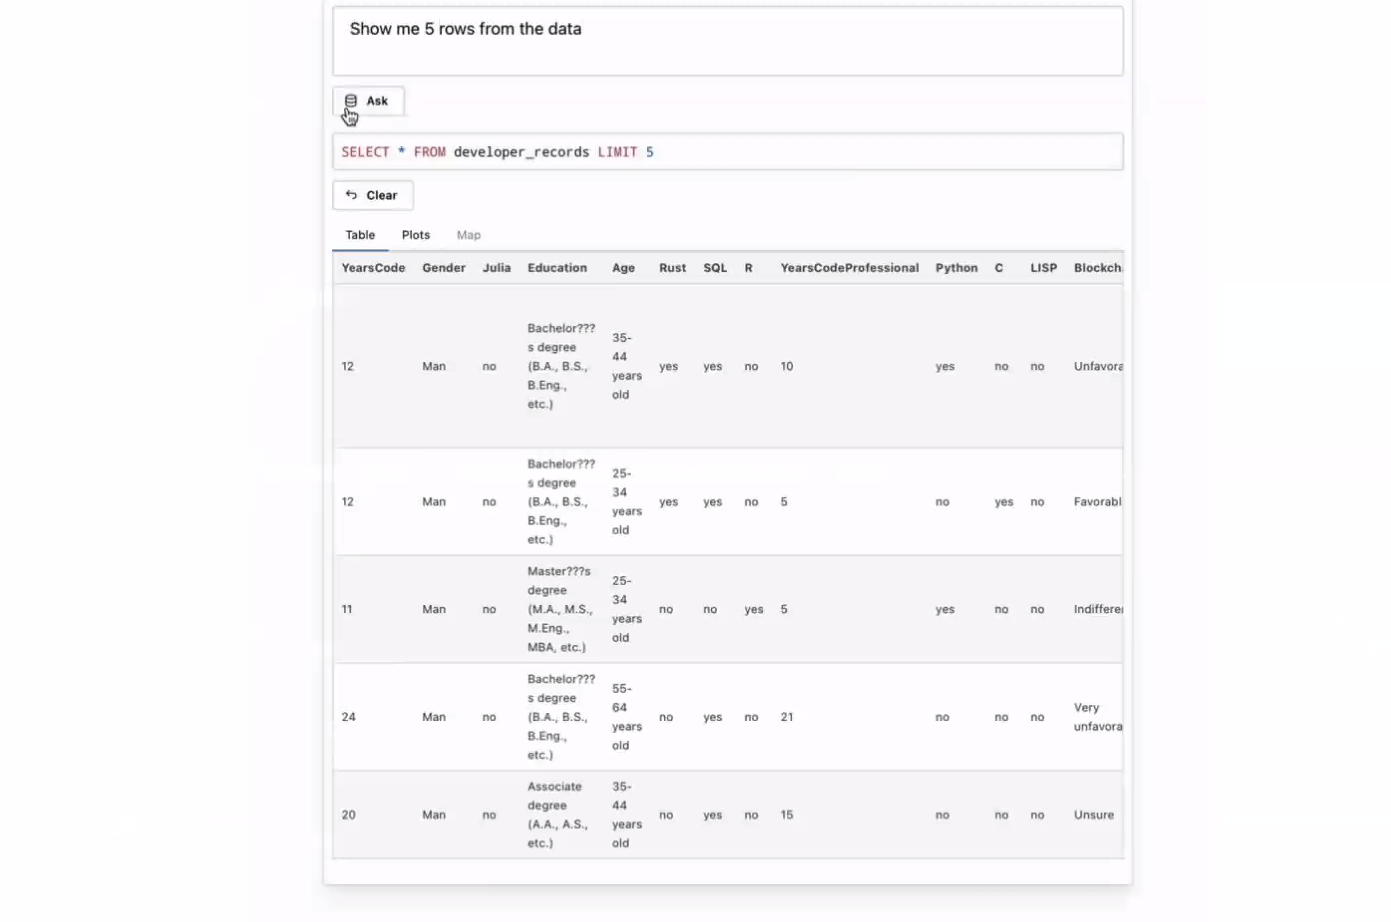 Show me 5 rows from the data
Ask
SELECT * FROM developer_records LIMIT 5
Clear
Table Plots Map
YearsCode Gender Julia Education Age Rust SQL R YearsCodeProfessional Python C LISP Blockch
12 Man no Bachelor???s degree (B.A., B.S., B.Eng., etc.) 35-44 years old yes yes no 10 yes no no Unfavora
12 Man no Bachelor???s degree (B.A., B.S., B.Eng., etc.) 25-34 years old yes yes no 5 no yes no Favorabl
11 Man no Master???s degree (M.A., M.S., M.Eng., MBA, etc.) 25-34 years old no no yes 5 yes no no Indifferen
24 Man no Bachelor???s degree (B.A., B.S., B.Eng., etc.) 55-64 years old no yes no 21 no no no Very unfavora
20 Man no Associate degree (A.A., A.S., etc.) 35-44 years old no yes no 15 no no no Unsure